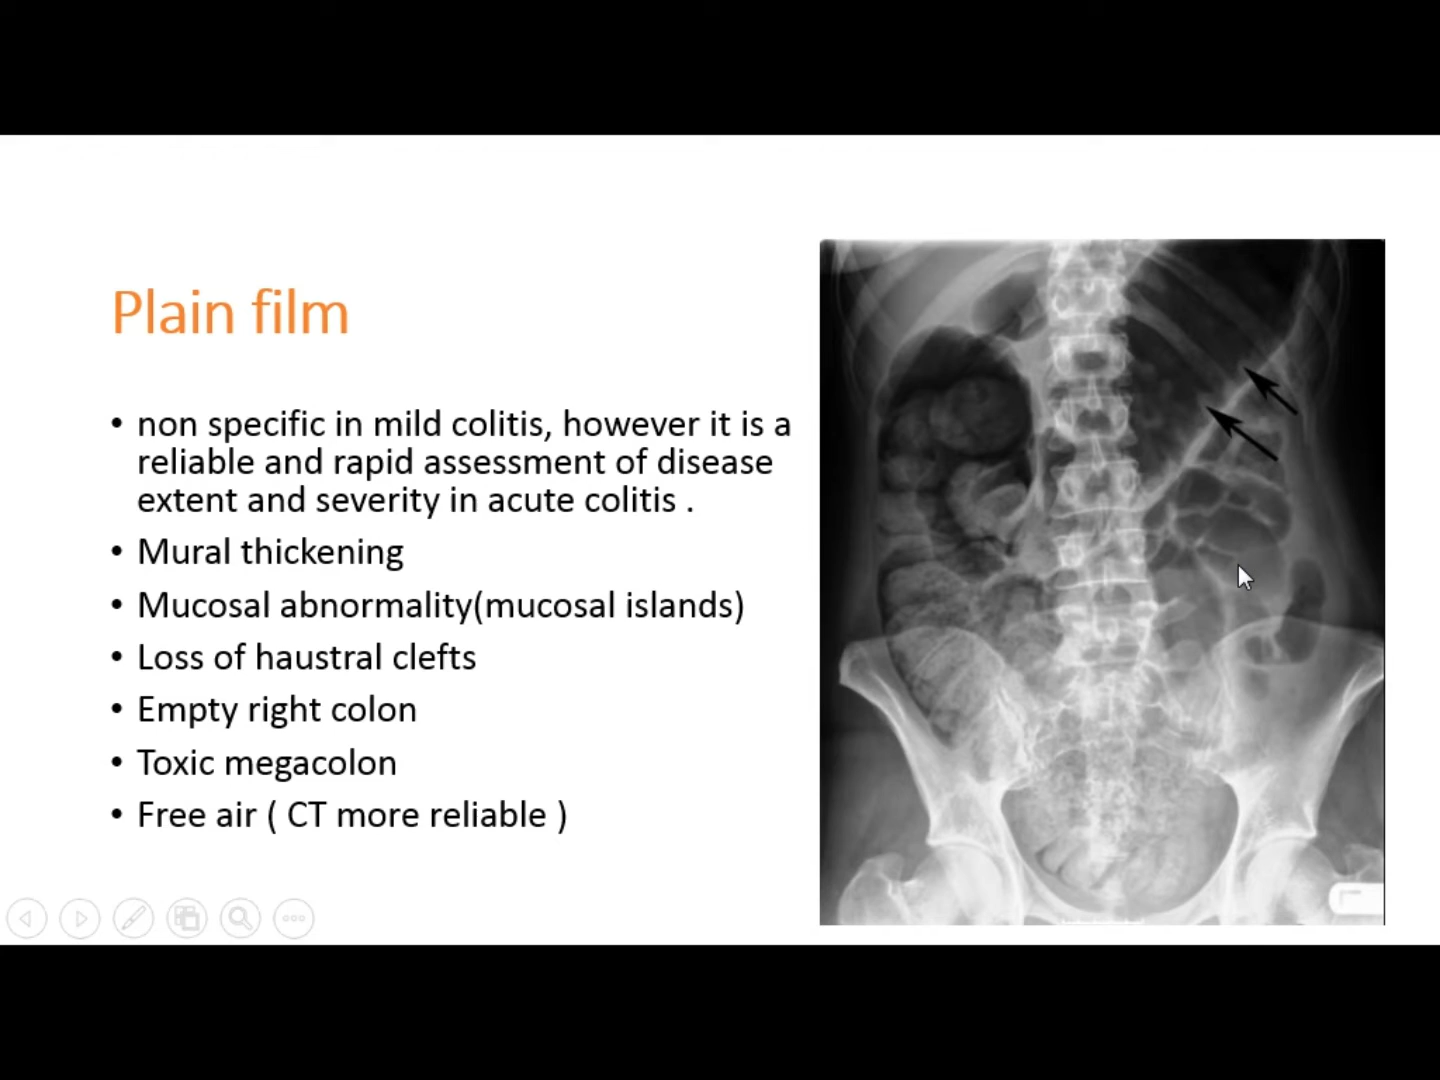 Plain film
• non specific in mild colitis, however it is a
reliable and rapid assessment of disease
extent and severity in acute colitis .
• Mural thickening
• Mucosal abnormality(mucosal islands)
• Loss of haustral clefts
• Empty right colon
• Toxic megacolon
• Free air ( CT more reliable )